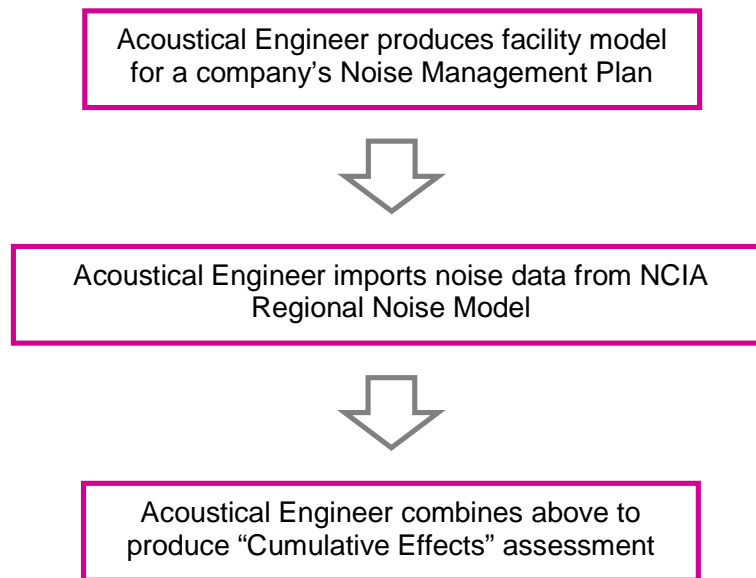 Acoustical Engineer produces facility model
for a company’s Noise Management Plan
Acoustical Engineer imports noise data from NCIA
Regional Noise Model
Acoustical Engineer combines above to
produce “Cumulative Effects” assessment